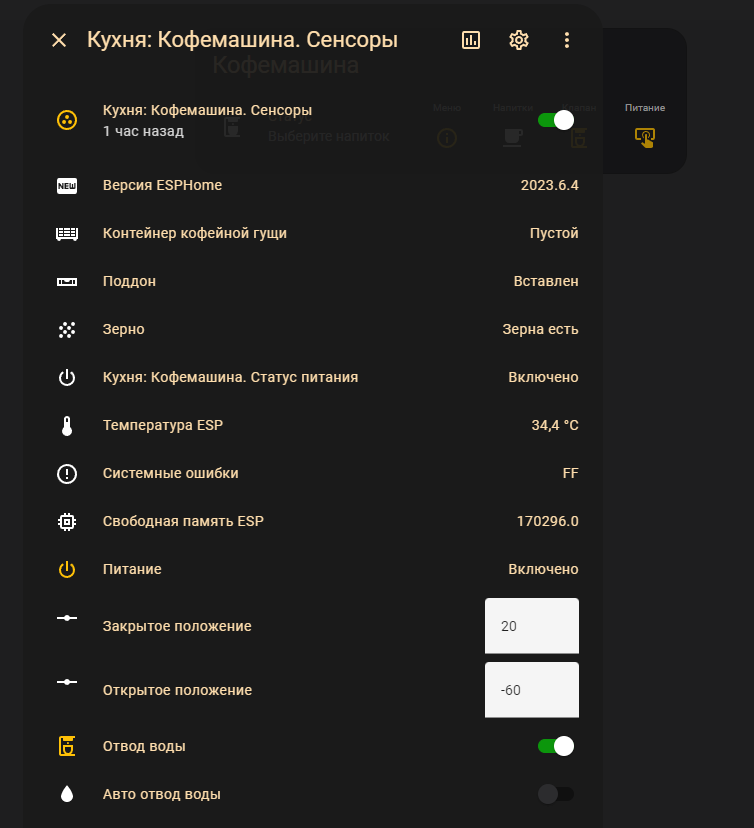 Кухня: Кофемашина. Сенсоры
Кофемашина
Кухня: Кофемашина. Сенсоры
1 час назад
Меню
Напитки
Питание
Выберите напиток
NEW
Версия ESPHome
2023.6.4
Контейнер кофейной гущи
Пустой
Поддон
Вставлен
Зерно
Зерна есть
Кухня: Кофемашина. Статус питания
Включено
Температура ESP
34,4 °C
Системные ошибки
FF
Свободная память ESP
170296.0
Питание
Включено
Закрытое положение
20
Открытое положение
-60
Отвод воды
Авто отвод воды